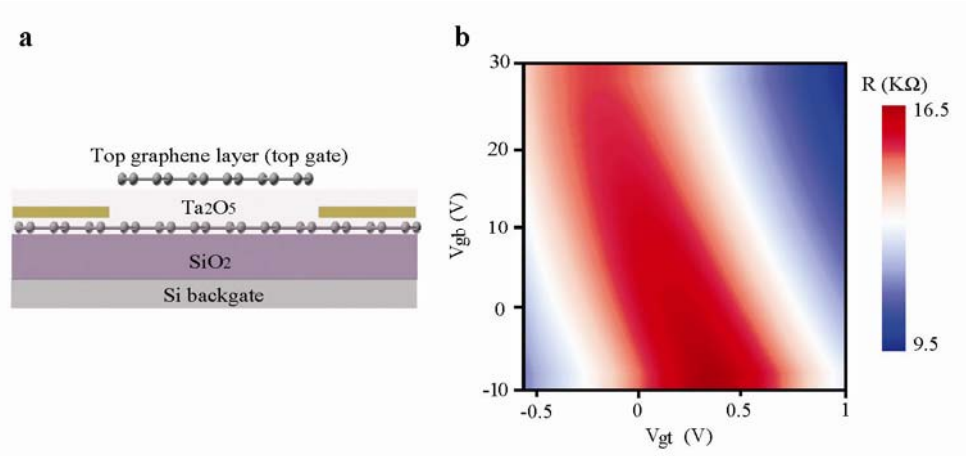 a
Top graphene layer (top gate)
Ta2O5
SiO2
Si backgate
b
30
20
10
0
-10
Vgb (V)
-0.5
0
0.5
1
Vgt (V)
R (KΩ)
16.5
9.5